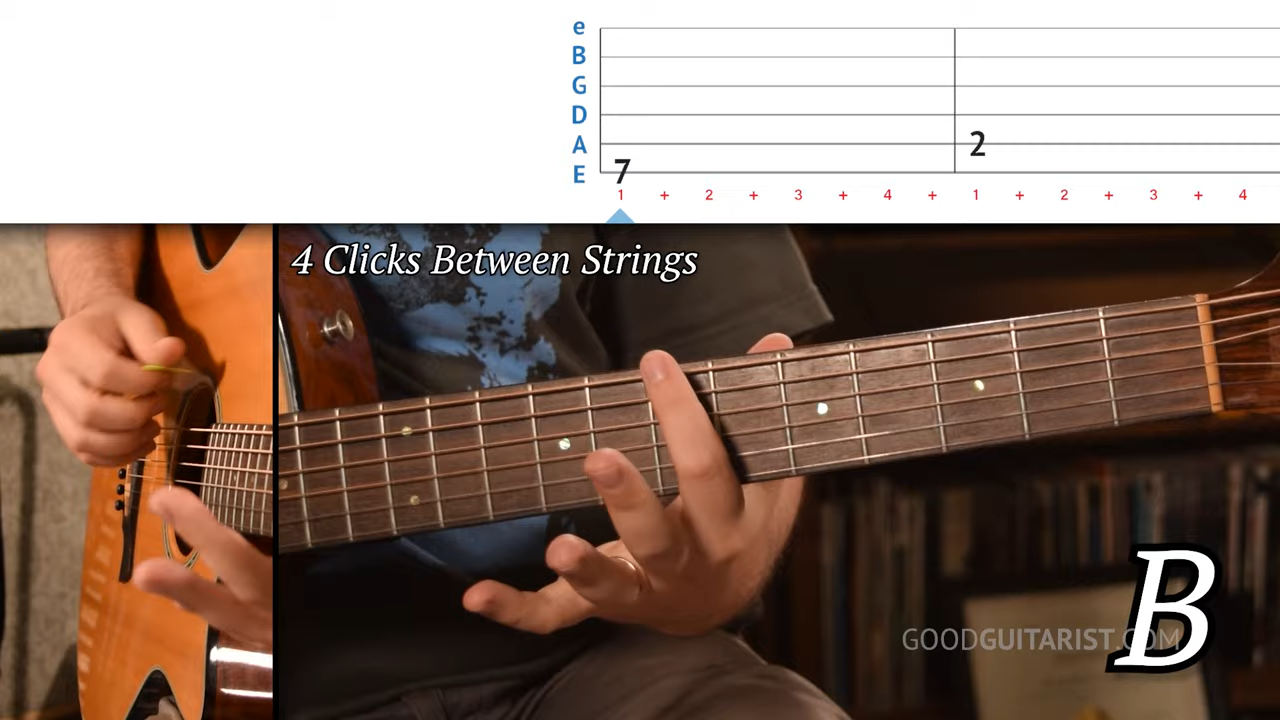 e
B
G
D
A 2
E 7
1 + 2 + 3 + 4 + 1 + 2 + 3 + 4
4 Clicks Between Strings
B
GOODGUITARIST.COM